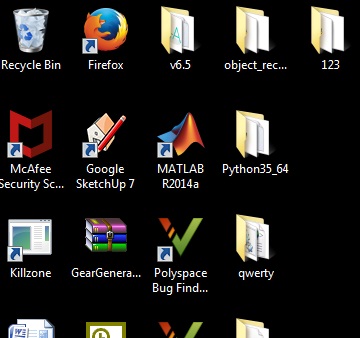 Recycle Bin
Firefox
v6.5
object_rec...
123
McAfee
Security Sc...
Google
SketchUp 7
MATLAB
R2014a
Python35_64
Killzone
GearGenera...
Polyspace
Bug Find...
qwerty